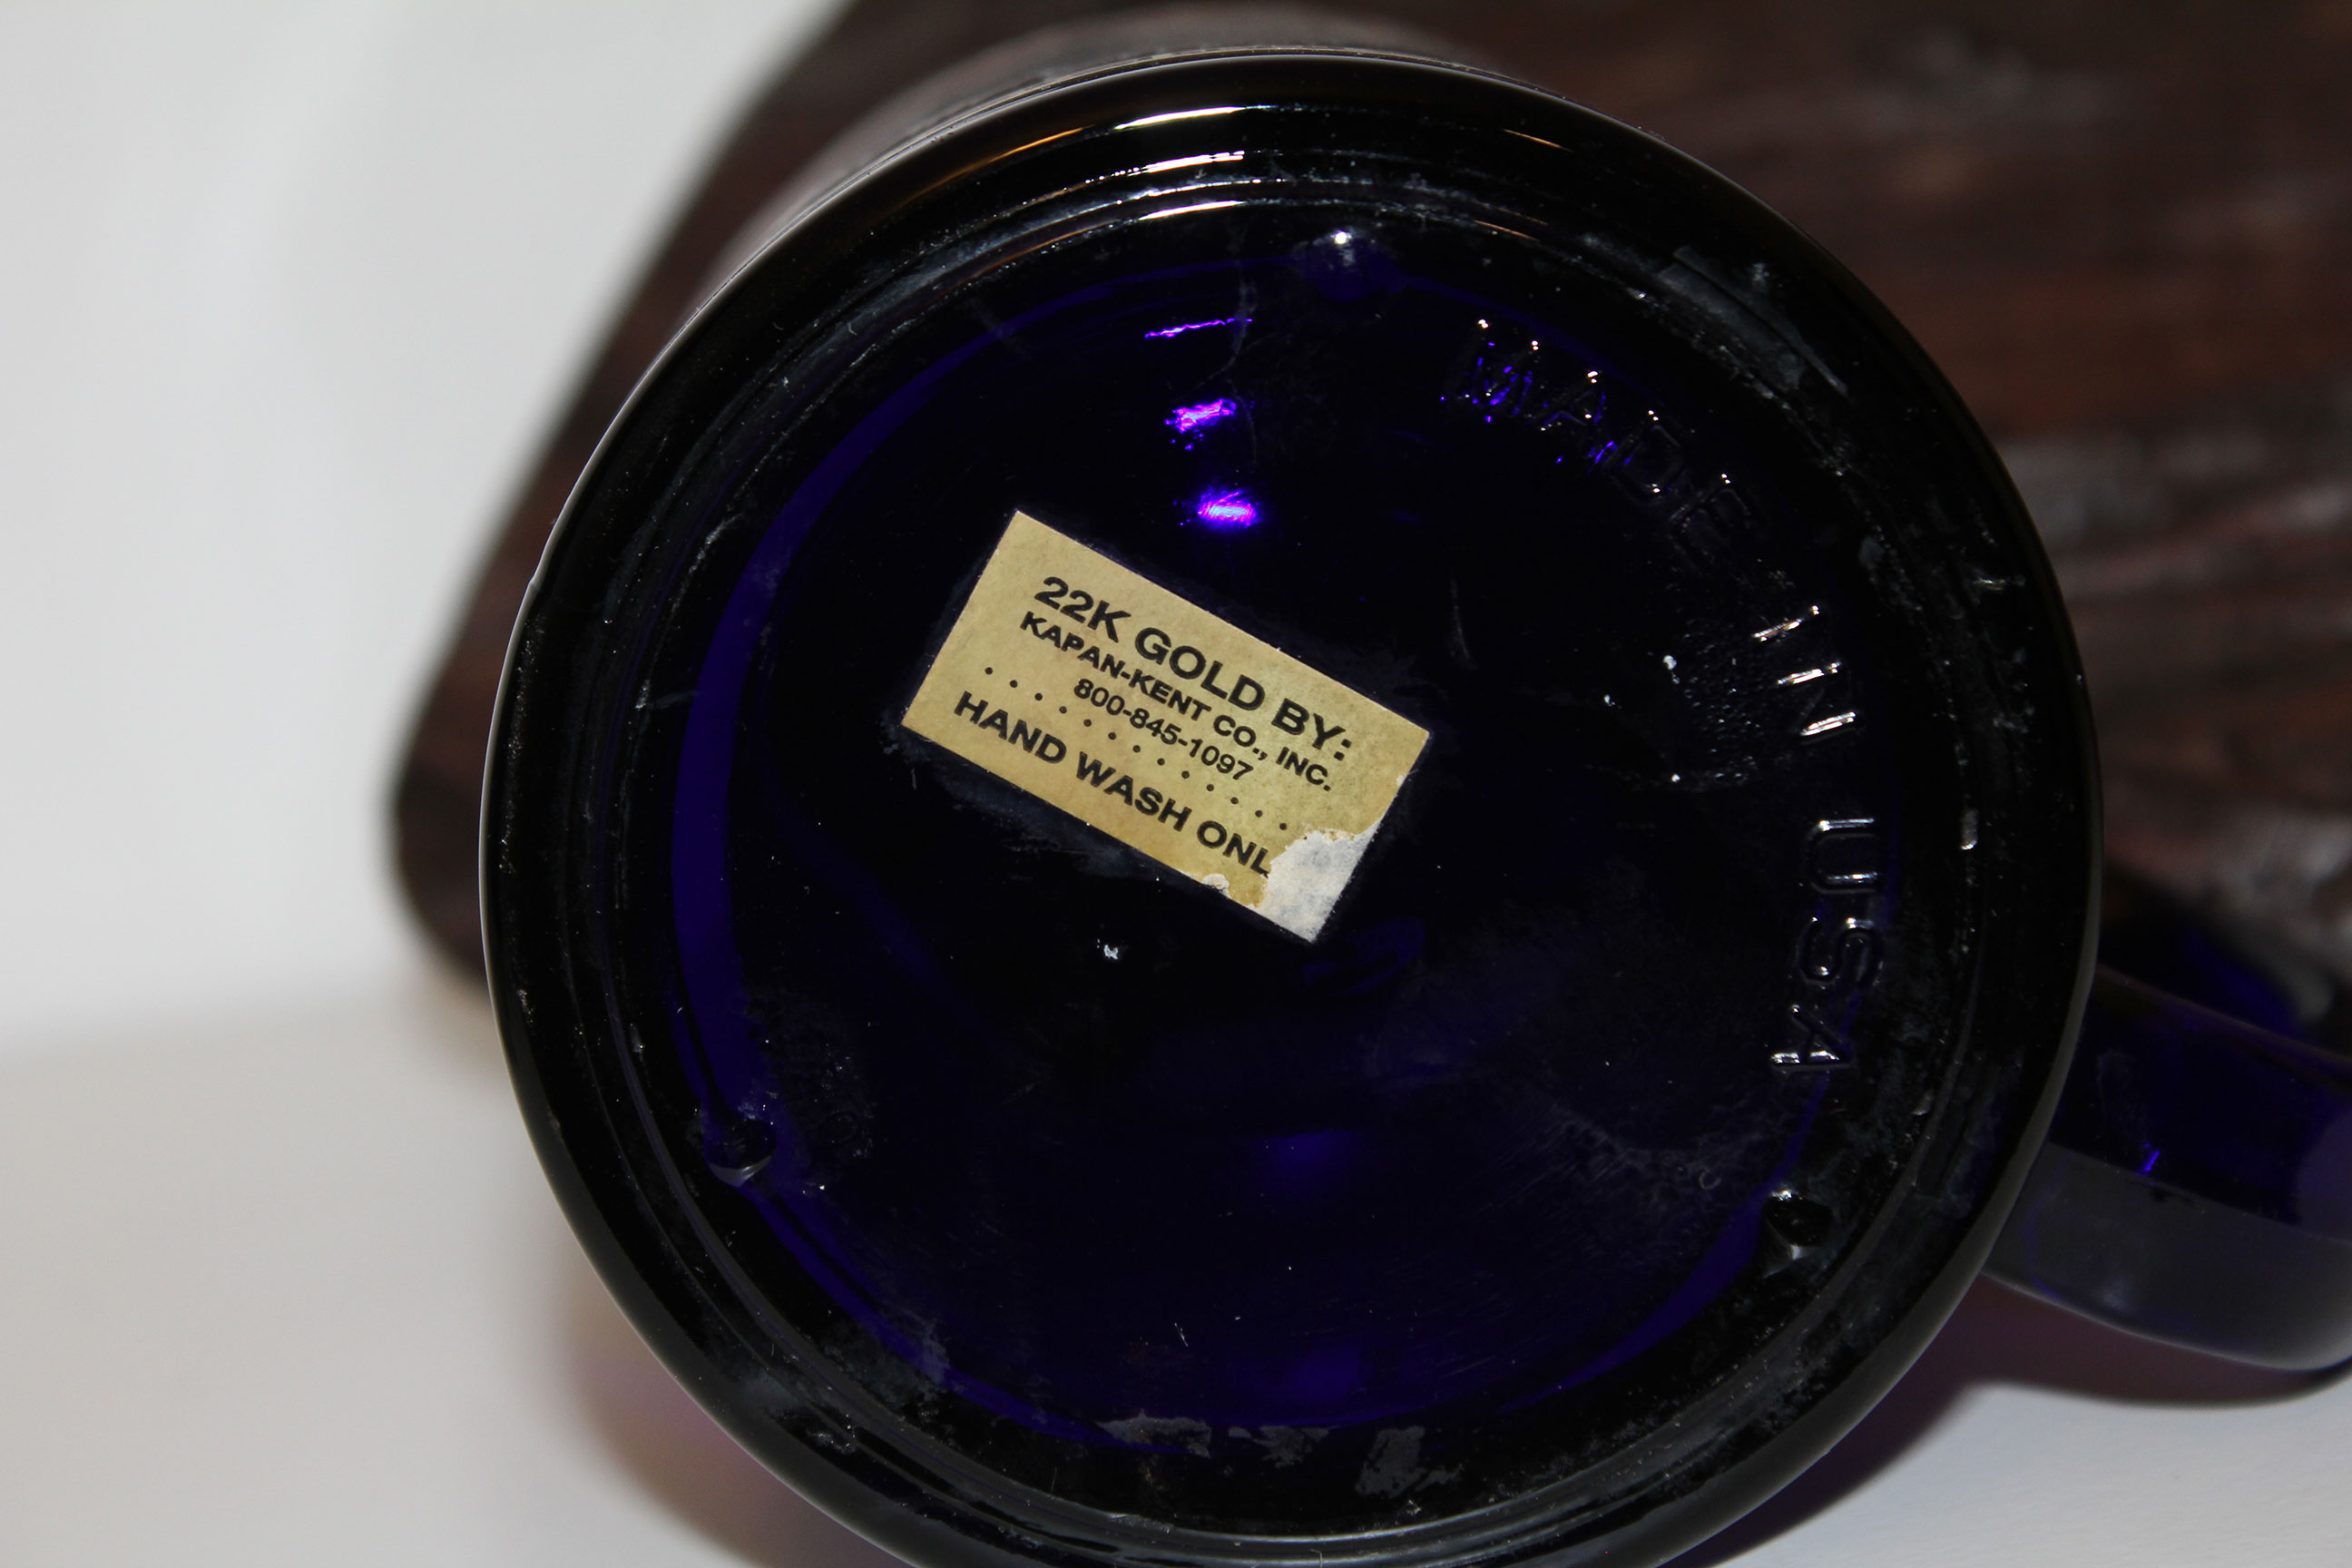 22K GOLD BY:
KAPAN-KENT CO., INC.
800-845-1097
. . . . . . . . . . . . .
HAND WASH ONL
MADE IN USA